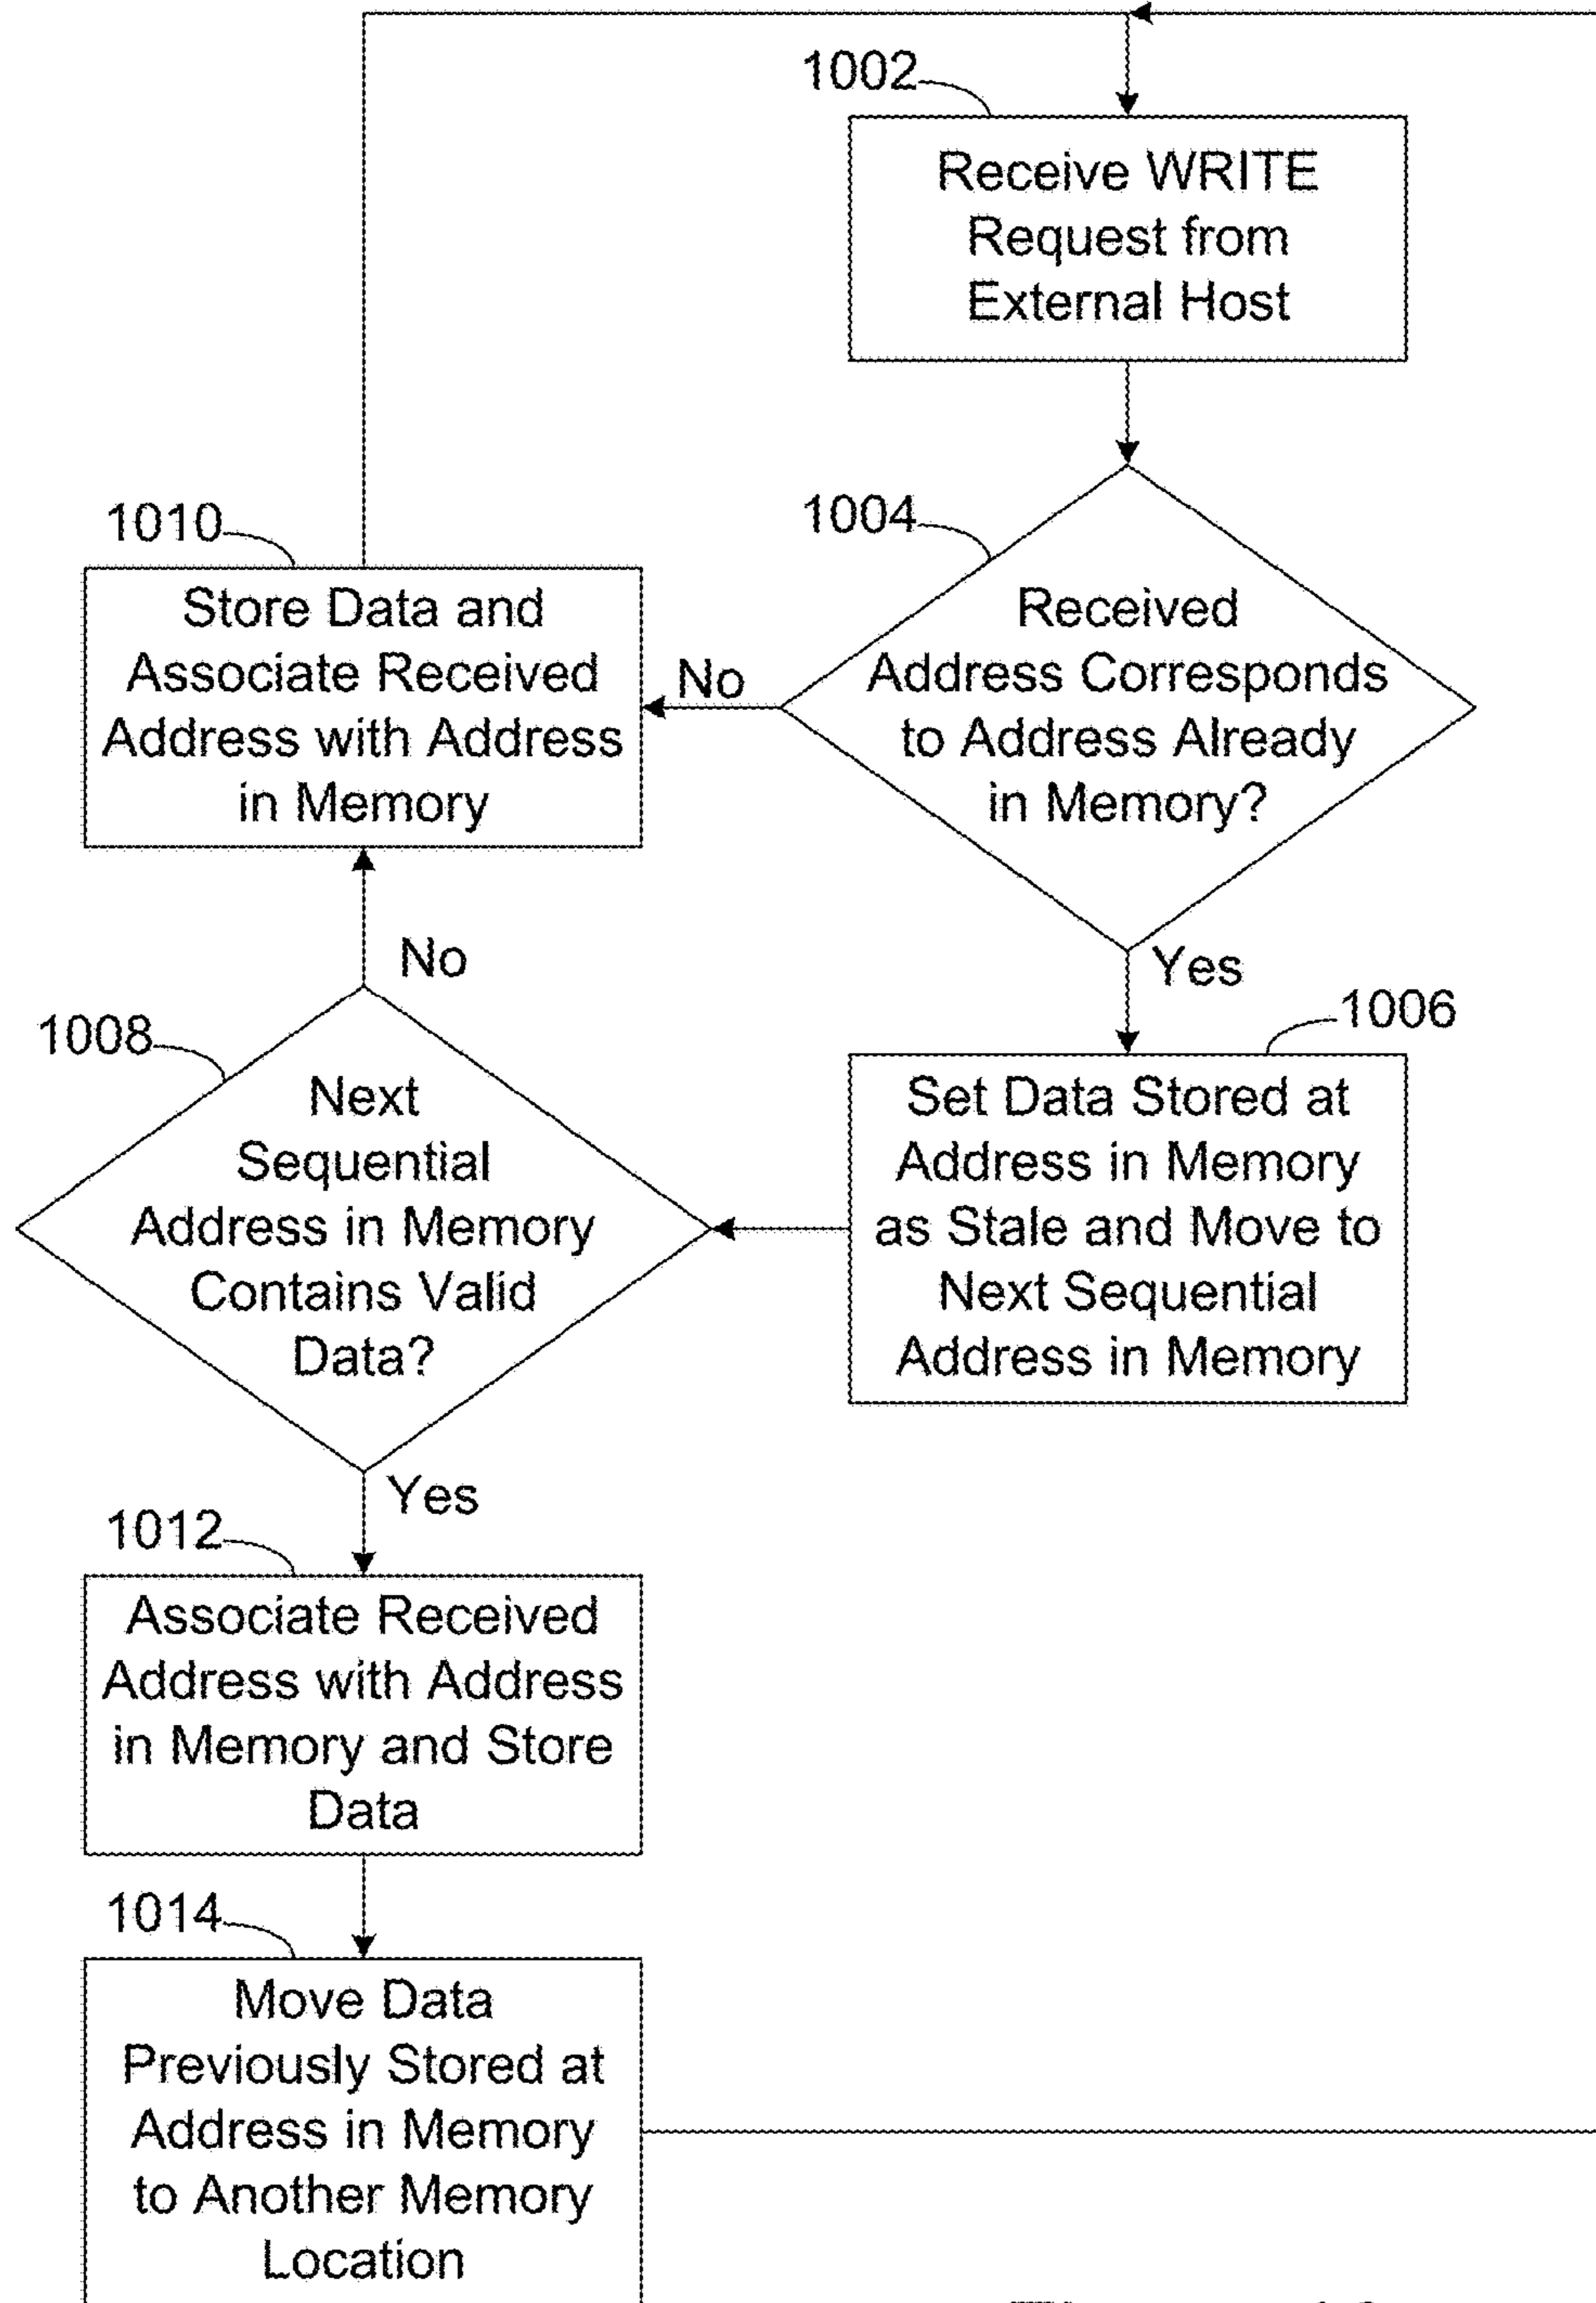 1002
Receive WRITE
Request from
External Host
1004
Received
Address Corresponds
to Address Already
in Memory?
No
Yes
1010
Store Data and
Associate Received
Address with Address
in Memory
1006
Set Data Stored at
Address in Memory
as Stale and Move to
Next Sequential
Address in Memory
1008
Next
Sequential
Address in Memory
Contains Valid
Data?
No
Yes
1012
Associate Received
Address with Address
in Memory and Store
Data
1014
Move Data
Previously Stored at
Address in Memory
to Another Memory
Location